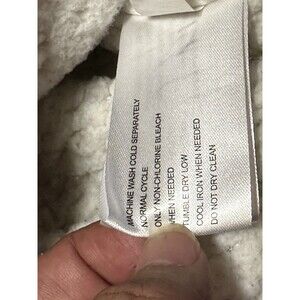 MACHINE WASH COLD SEPARATELY
NORMAL CYCLE
ONLY NON-CHLORINE BLEACH
WHEN NEEDED
TUMBLE DRY LOW
COOL IRON WHEN NEEDED
DO NOT DRY CLEAN